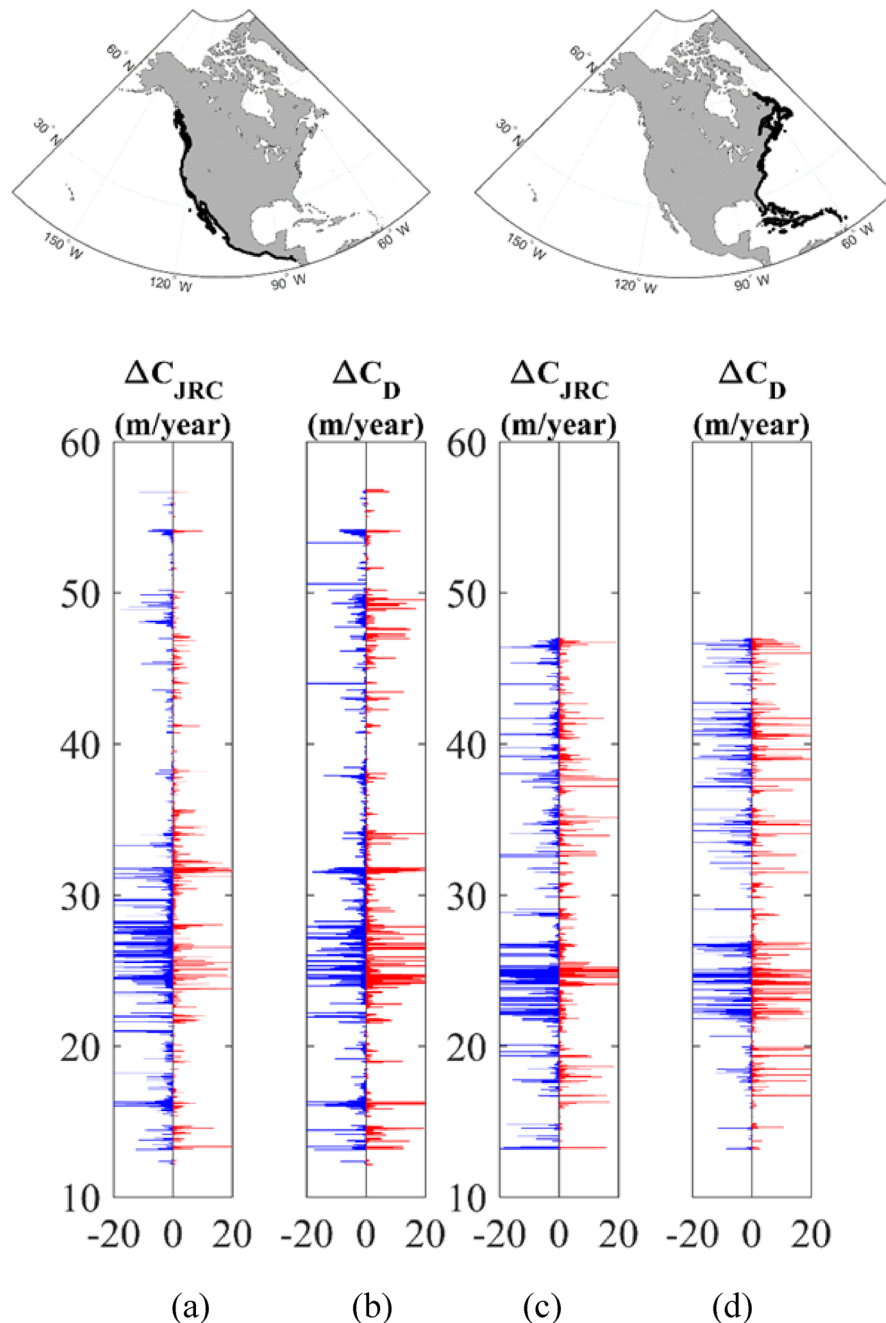 60° N
30° N
150° W
120° W
90° W
60° W
60° N
30° N
150° W
120° W
90° W
60° W
ΔC_JRC ΔC_D ΔC_JRC ΔC_D
(m/year) (m/year) (m/year) (m/year)
60
50
40
30
20
10
-20 0 20 -20 0 20 -20 0 20 -20 0 20
60
50
40
30
20
10
(a) (b) (c) (d)